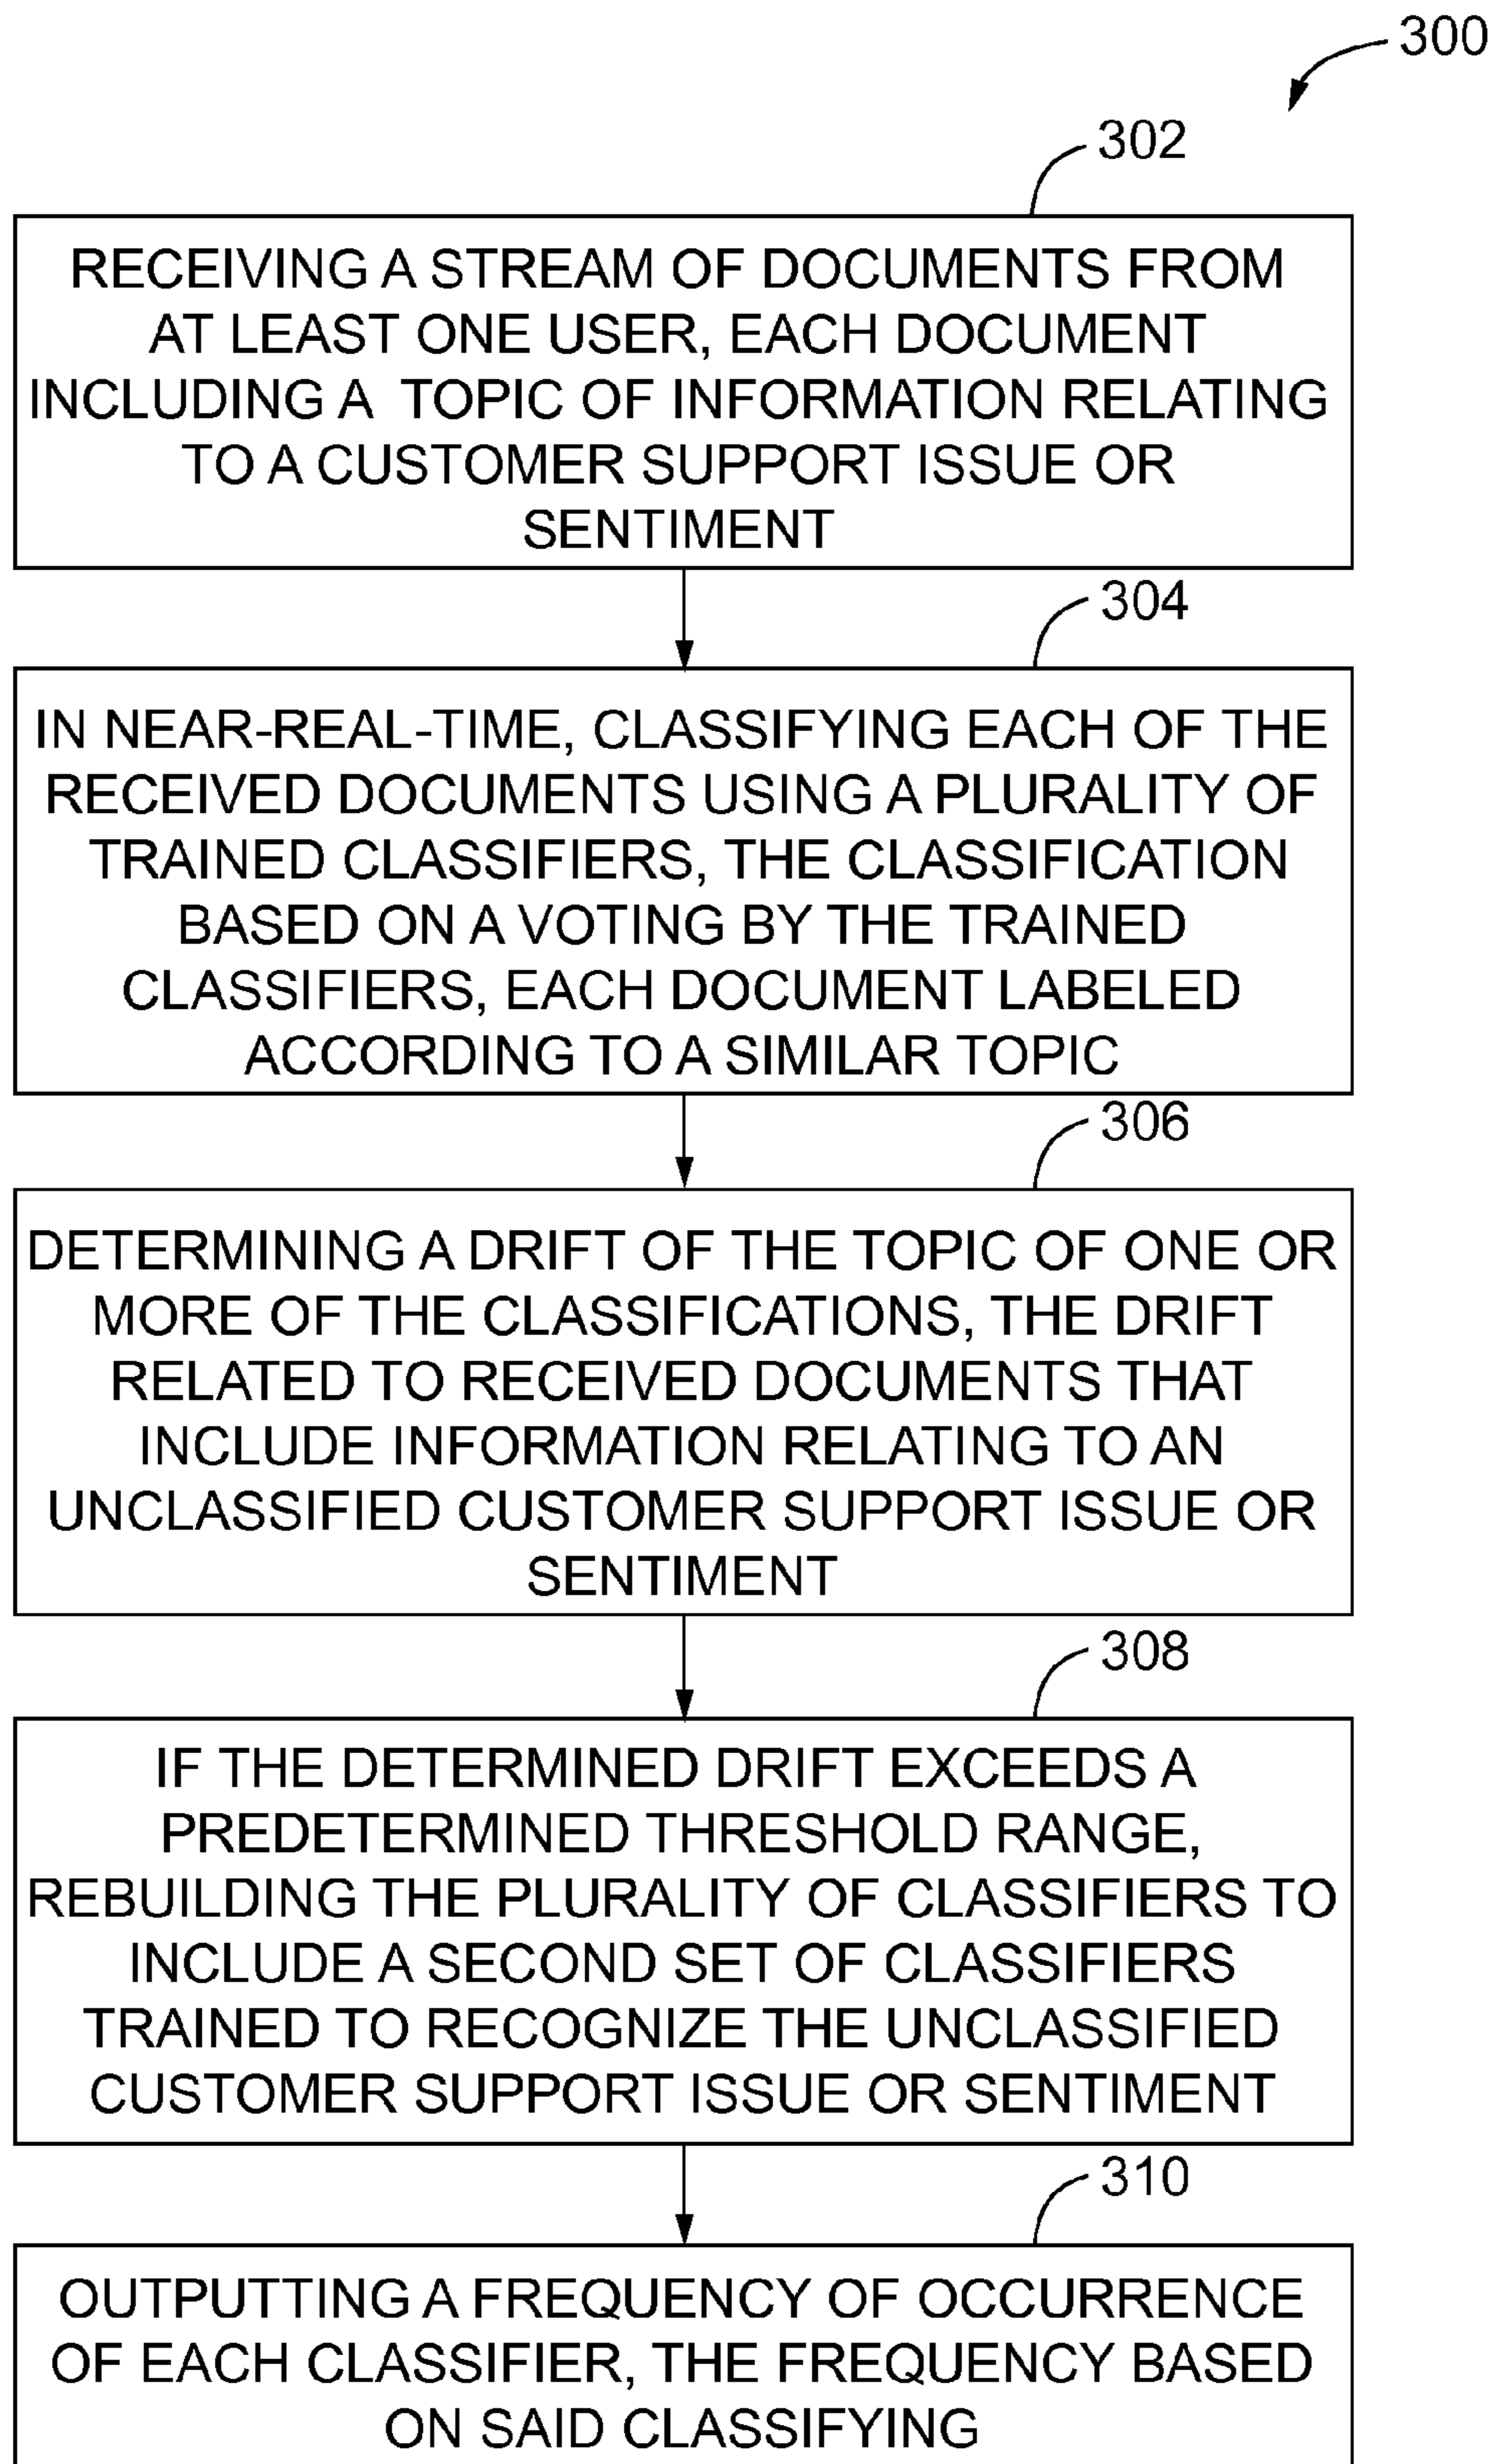 300
302
RECEIVING A STREAM OF DOCUMENTS FROM
AT LEAST ONE USER, EACH DOCUMENT
INCLUDING A TOPIC OF INFORMATION RELATING
TO A CUSTOMER SUPPORT ISSUE OR
SENTIMENT
304
IN NEAR-REAL-TIME, CLASSIFYING EACH OF THE
RECEIVED DOCUMENTS USING A PLURALITY OF
TRAINED CLASSIFIERS, THE CLASSIFICATION
BASED ON A VOTING BY THE TRAINED
CLASSIFIERS, EACH DOCUMENT LABELED
ACCORDING TO A SIMILAR TOPIC
306
DETERMINING A DRIFT OF THE TOPIC OF ONE OR
MORE OF THE CLASSIFICATIONS, THE DRIFT
RELATED TO RECEIVED DOCUMENTS THAT
INCLUDE INFORMATION RELATING TO AN
UNCLASSIFIED CUSTOMER SUPPORT ISSUE OR
SENTIMENT
308
IF THE DETERMINED DRIFT EXCEEDS A
PREDETERMINED THRESHOLD RANGE,
REBUILDING THE PLURALITY OF CLASSIFIERS TO
INCLUDE A SECOND SET OF CLASSIFIERS
TRAINED TO RECOGNIZE THE UNCLASSIFIED
CUSTOMER SUPPORT ISSUE OR SENTIMENT
310
OUTPUTTING A FREQUENCY OF OCCURRENCE
OF EACH CLASSIFIER, THE FREQUENCY BASED
ON SAID CLASSIFYING